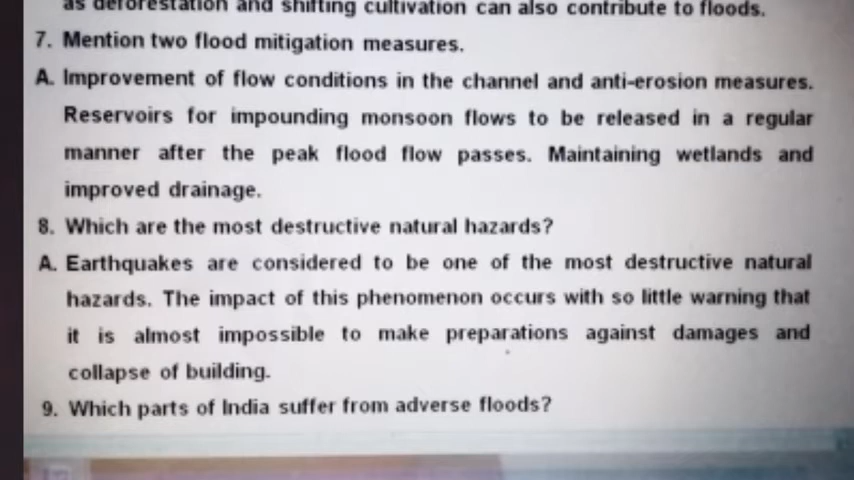 as deforestation and shifting cultivation can also contribute to floods.
7. Mention two flood mitigation measures.
A. Improvement of flow conditions in the channel and anti-erosion measures.
Reservoirs for impounding monsoon flows to be released in a regular
manner after the peak flood flow passes. Maintaining wetlands and
improved drainage.
8. Which are the most destructive natural hazards?
A. Earthquakes are considered to be one of the most destructive natural
hazards. The impact of this phenomenon occurs with so little warning that
it is almost impossible to make preparations against damages and
collapse of building.
9. Which parts of India suffer from adverse floods?